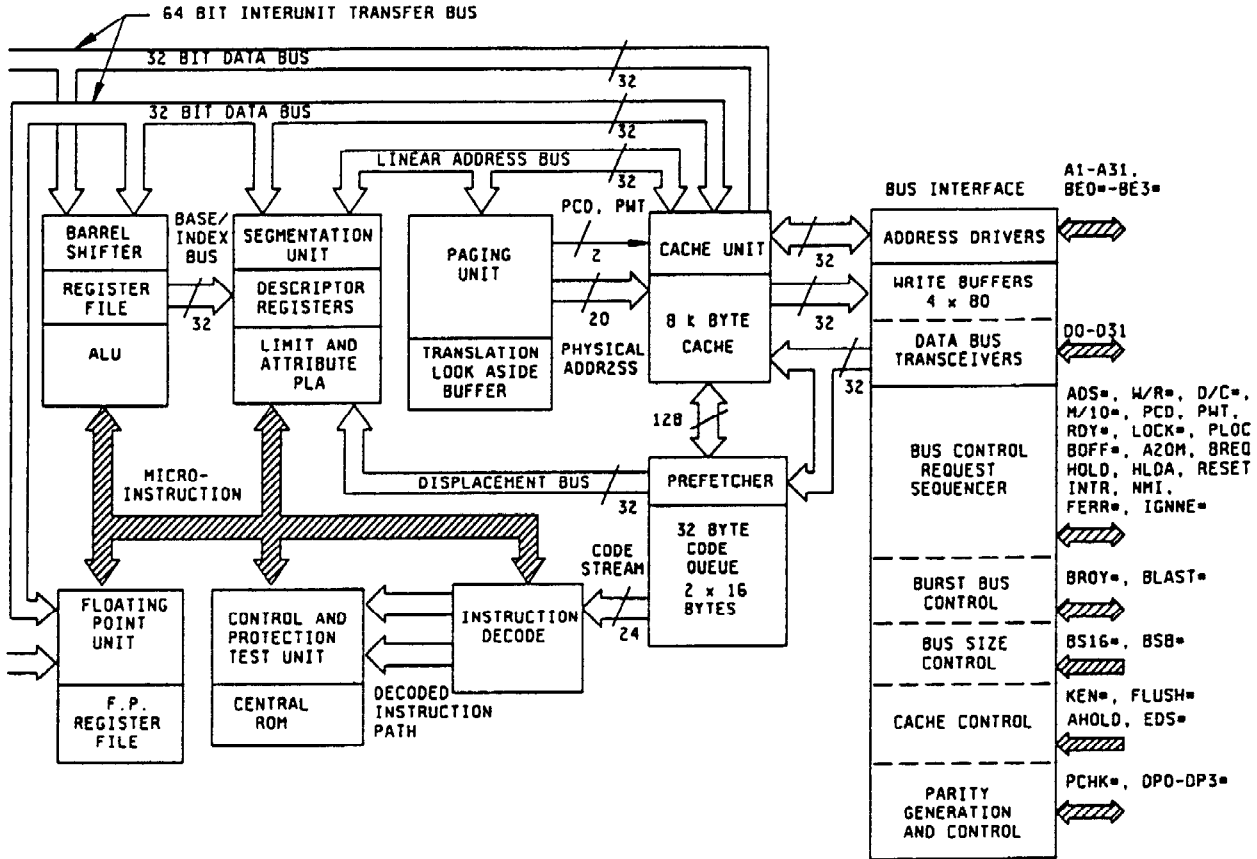 64 BIT INTERUNIT TRANSFER BUS
32 BIT DATA BUS
32
32 BIT DATA BUS
32
LINEAR ADDRESS BUS
32
BARREL
SHIFTER
REGISTER
FILE
ALU
BASE/
INDEX
BUS
32
SEGMENTATION
UNIT
DESCRIPTOR
REGISTERS
LIMIT AND
ATTRIBUTE
PLA
PAGING
UNIT
TRANSLATION
LOOK ASIDE
BUFFER
PCD, PWT
2
20
PHYSICAL
ADDR2SS
CACHE UNIT
8 k BYTE
CACHE
32
32
32
128
BUS INTERFACE
ADDRESS DRIVERS
WRITE BUFFERS
4 x 80
DATA BUS
TRANSCEIVERS
BUS CONTROL
REQUEST
SEQUENCER
BURST BUS
CONTROL
BUS SIZE
CONTROL
CACHE CONTROL
PARITY
GENERATION
AND CONTROL
A1-A31,
BE0*-BE3*
D0-D31
ADS*, W/R*, D/C*,
M/IO*, PCD, PWT,
RDY*, LOCK*, PLOC
BOFF*, A20M, BREQ
HOLD, HLDA, RESET
INTR, NMI,
FERR*, IGNNE*
BROY*, BLAST*
BS16*, BS8*
KEN*, FLUSH*
AHOLD, EDS*
PCHK*, DP0-DP3*
MICRO-
INSTRUCTION
DISPLACEMENT BUS
32
PREFETCHER
32 BYTE
CODE
QUEUE
2 x 16
BYTES
CODE
STREAM
24
INSTRUCTION
DECODE
FLOATING
POINT
UNIT
F.P.
REGISTER
FILE
CONTROL AND
PROTECTION
TEST UNIT
CENTRAL
ROM
DECODED
INSTRUCTION
PATH